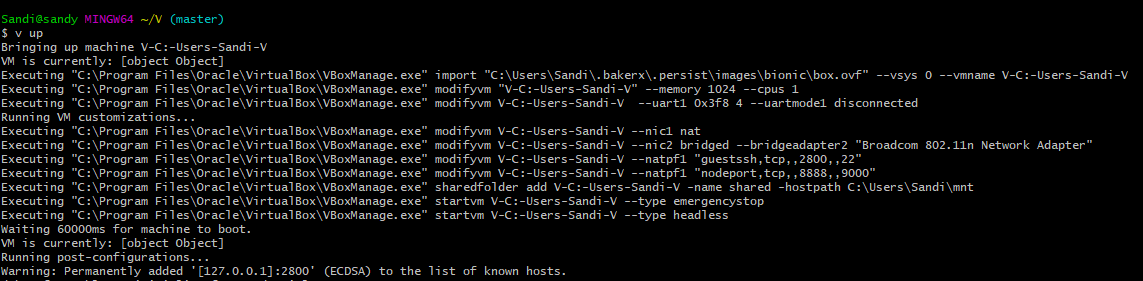 Sandi@sandy MINGW64 ~/V (master)
$ v up
Bringing up machine V-C:-Users-Sandi-V
VM is currently: [object Object]
Executing "C:\Program Files\Oracle\VirtualBox\VBoxManage.exe" import "C:\Users\Sandi\.bakerx\.persist\images\bionic\box.ovf" --vsys 0 --vmname V-C:-Users-Sandi-V
Executing "C:\Program Files\Oracle\VirtualBox\VBoxManage.exe" modifyvm "V-C:-Users-Sandi-V" --memory 1024 --cpus 1
Executing "C:\Program Files\Oracle\VirtualBox\VBoxManage.exe" modifyvm V-C:-Users-Sandi-V  --uart1 0x3f8 4 --uartmode1 disconnected
Running VM customizations...
Executing "C:\Program Files\Oracle\VirtualBox\VBoxManage.exe" modifyvm V-C:-Users-Sandi-V --nic1 nat
Executing "C:\Program Files\Oracle\VirtualBox\VBoxManage.exe" modifyvm V-C:-Users-Sandi-V --nic2 bridged --bridgeadapter2 "Broadcom 802.11n Network Adapter"
Executing "C:\Program Files\Oracle\VirtualBox\VBoxManage.exe" modifyvm V-C:-Users-Sandi-V --natpf1 "guestssh,tcp,,2800,,22"
Executing "C:\Program Files\Oracle\VirtualBox\VBoxManage.exe" modifyvm V-C:-Users-Sandi-V --natpf1 "nodeport,tcp,,8888,,9000"
Executing "C:\Program Files\Oracle\VirtualBox\VBoxManage.exe" sharedfolder add V-C:-Users-Sandi-V -name shared -hostpath C:\Users\Sandi\mnt
Executing "C:\Program Files\Oracle\VirtualBox\VBoxManage.exe" startvm V-C:-Users-Sandi-V --type emergencystop
Executing "C:\Program Files\Oracle\VirtualBox\VBoxManage.exe" startvm V-C:-Users-Sandi-V --type headless
Waiting 60000ms for machine to boot.
VM is currently: [object Object]
Running post-configurations...
Warning: Permanently added '[127.0.0.1]:2800' (ECDSA) to the list of known hosts.